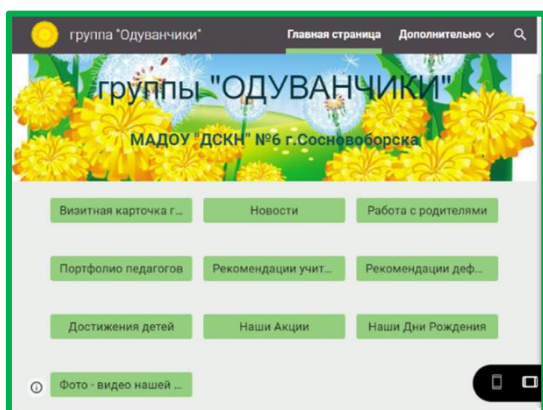 группа "Одуванчики" Главная страница Дополнительно
группы "ОДУВАНЧИКИ"
МАДОУ "ДСКН" №6 г.Сосновоборска
Визитная карточка г... Новости Работа с родителями
Портфолио педагогов Рекомендации учит... Рекомендации деф...
Достижения детей Наши Акции Наши Дни Рождения
Фото - видео нашей ...